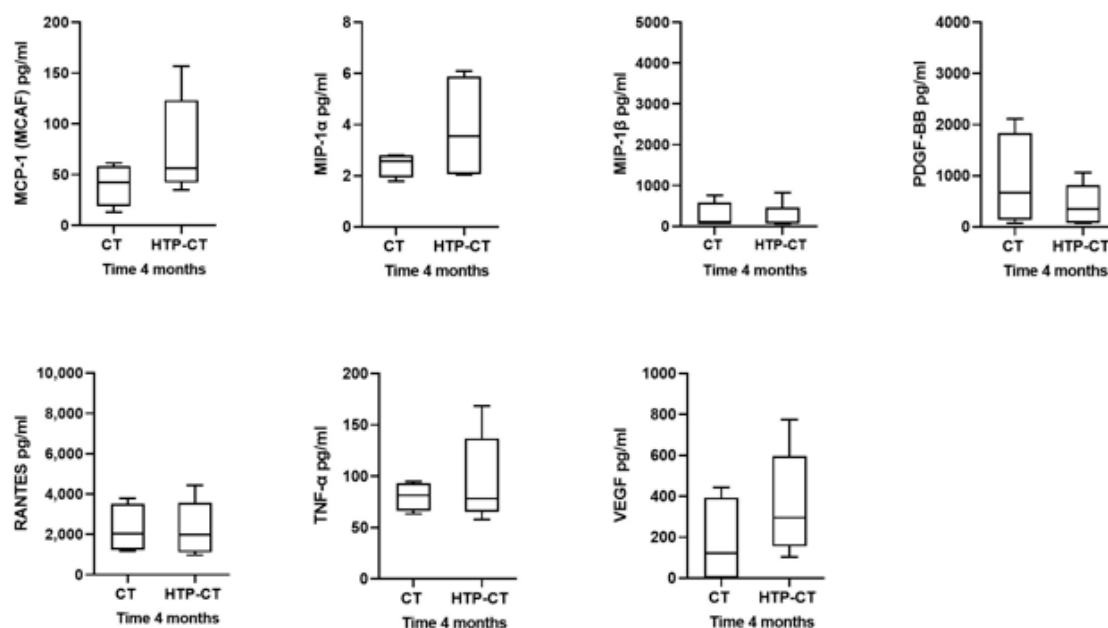 MCP-1 (MCAF) pg/ml
200
150
100
50
0
CT HTP-CT
Time 4 months
MIP-1α pg/ml
8
6
4
2
0
CT HTP-CT
Time 4 months
MIP-1β pg/ml
5000
4000
3000
2000
1000
0
CT HTP-CT
Time 4 months
PDGF-BB pg/ml
4000
3000
2000
1000
0
CT HTP-CT
Time 4 months
RANTES pg/ml
10,000
8,000
6,000
4,000
2,000
0
CT HTP-CT
Time 4 months
TNF-α pg/ml
200
150
100
50
0
CT HTP-CT
Time 4 months
VEGF pg/ml
1000
800
600
400
200
0
CT HTP-CT
Time 4 months